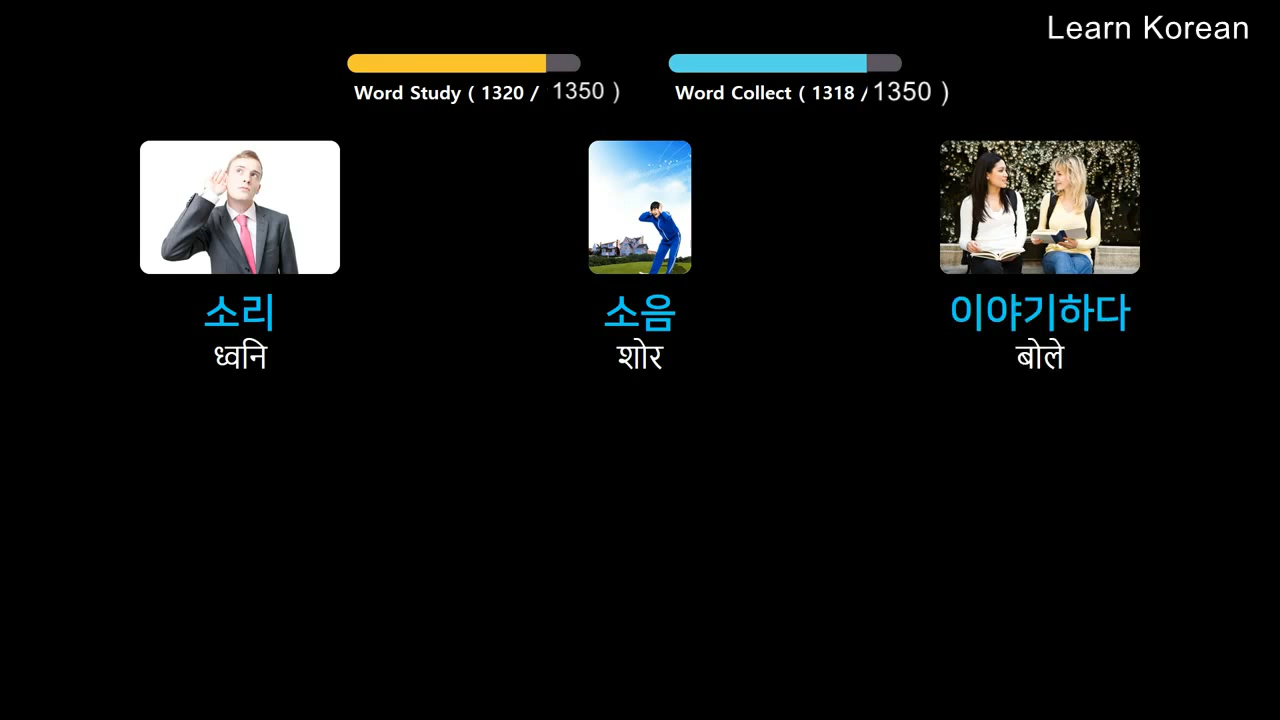 Learn Korean
Word Study ( 1320 / 1350 )
Word Collect ( 1318 / 1350 )
소리
ध्वनि
소음
शोर
이야기하다
बोले